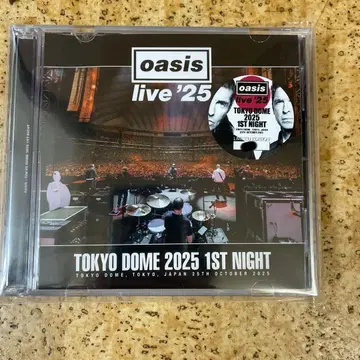 oasis
live '25
oasis
live '25
TOKYO DOME
2025
1ST NIGHT
TOKYO DOME 2025 1ST NIGHT
TOKYO DOME, TOKYO, JAPAN 25TH OCTOBER 2025